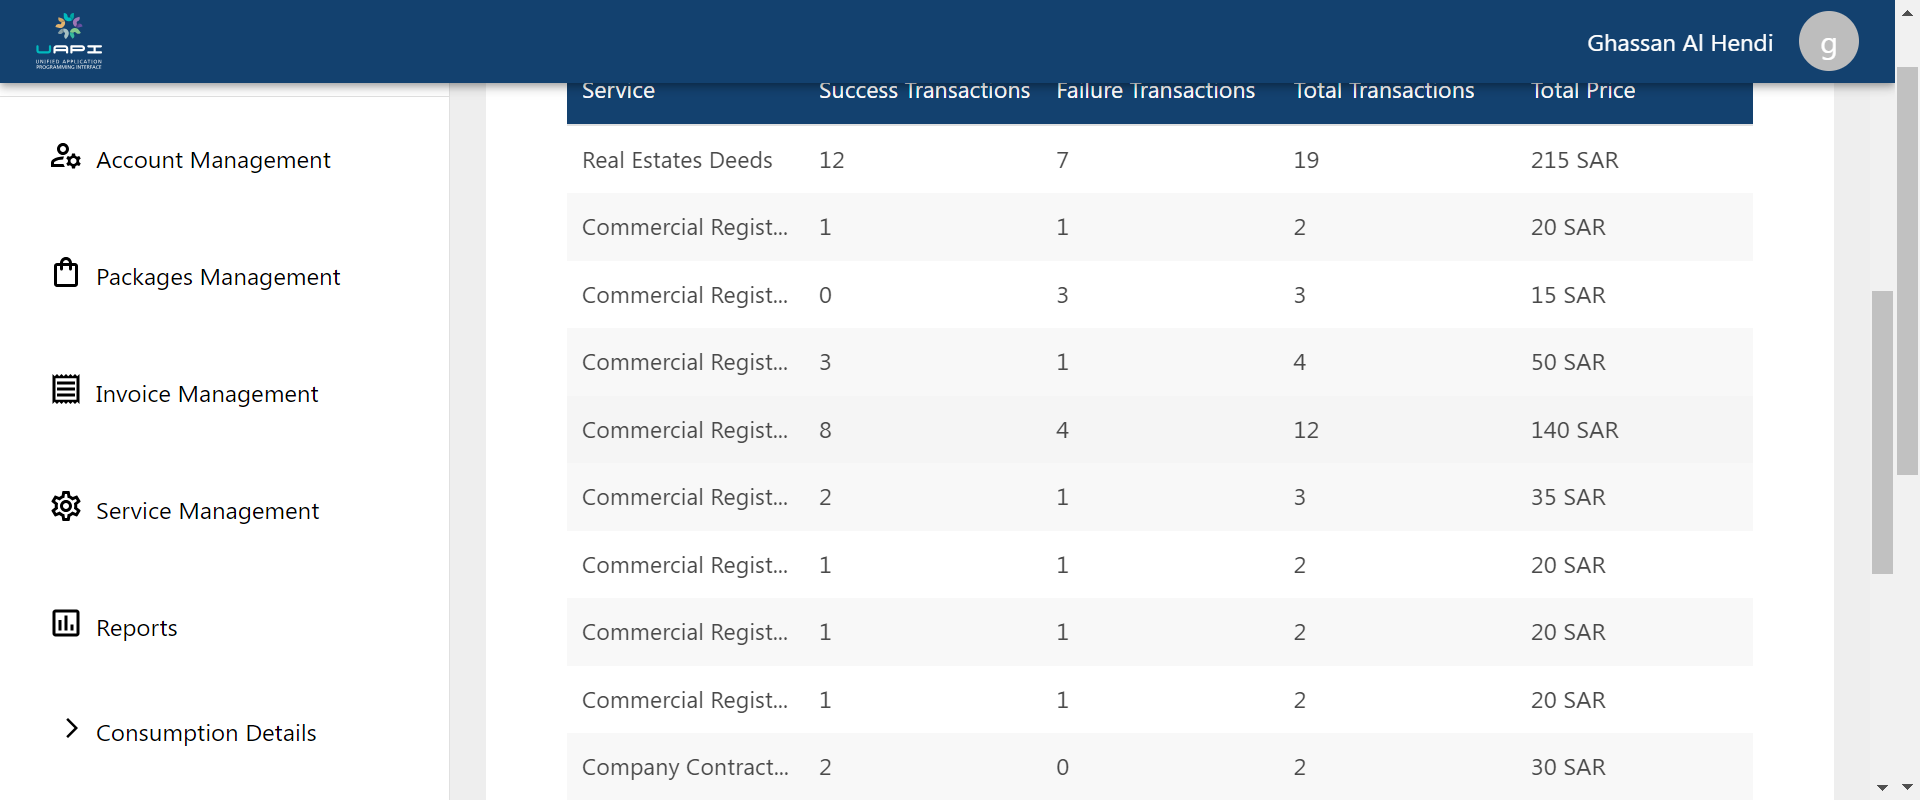 UAPI
UNIFIED APPLICATION
PROGRAMMING INTERFACE
Ghassan Al Hendi
g
Account Management
Packages Management
Invoice Management
Service Management
Reports
Consumption Details
Service Success Transactions Failure Transactions Total Transactions Total Price
Real Estates Deeds 12 7 19 215 SAR
Commercial Regist... 1 1 2 20 SAR
Commercial Regist... 0 3 3 15 SAR
Commercial Regist... 3 1 4 50 SAR
Commercial Regist... 8 4 12 140 SAR
Commercial Regist... 2 1 3 35 SAR
Commercial Regist... 1 1 2 20 SAR
Commercial Regist... 1 1 2 20 SAR
Commercial Regist... 1 1 2 20 SAR
Company Contract... 2 0 2 30 SAR